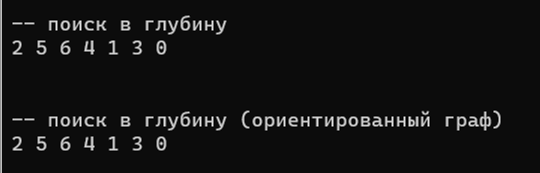 -- поиск в глубину
2 5 6 4 1 3 0
-- поиск в глубину (ориентированный граф)
2 5 6 4 1 3 0